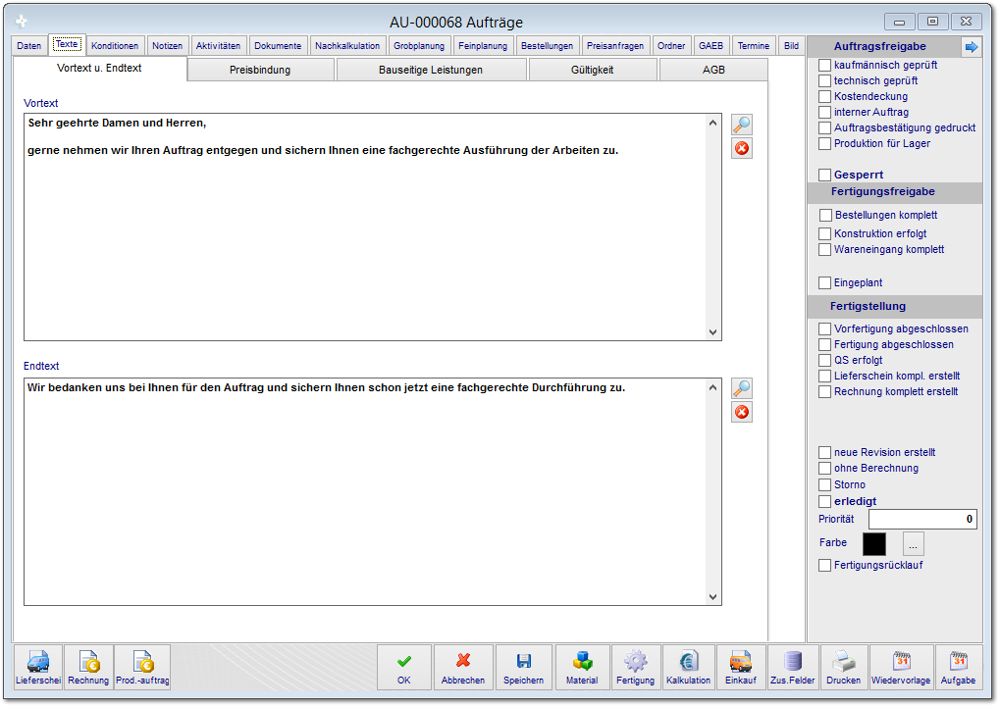 AU-000068 Aufträge
Daten Texte Konditionen Notizen Aktivitäten Dokumente Nachkalkulation Grobplanung Feinplanung Bestellungen Preisanfragen Ordner GAEB Termine Bild
Vortext u. Endtext Preisbindung Bauseitige Leistungen Gültigkeit AGB
Vortext
Sehr geehrte Damen und Herren,
gerne nehmen wir Ihren Auftrag entgegen und sichern Ihnen eine fachgerechte Ausführung der Arbeiten zu.
Endtext
Wir bedanken uns bei Ihnen für den Auftrag und sichern Ihnen schon jetzt eine fachgerechte Durchführung zu.
Auftragsfreigabe
kaufmännisch geprüft
technisch geprüft
Kostendeckung
interner Auftrag
Auftragsbestätigung gedruckt
Produktion für Lager
Gesperrt
Fertigungsfreigabe
Bestellungen komplett
Konstruktion erfolgt
Wareneingang komplett
Eingeplant
Fertigstellung
Vorfertigung abgeschlossen
Fertigung abgeschlossen
QS erfolgt
Lieferschein kompl. erstellt
Rechnung komplett erstellt
neue Revision erstellt
ohne Berechnung
Storno
erledigt
Priorität 0
Farbe ...
Fertigungsrücklauf
Lieferschei Rechnung Prod.-auftrag OK Abbrechen Speichern Material Fertigung Kalkulation Einkauf Zus.Felder Drucken 31 Wiedervorlage 31 Aufgabe